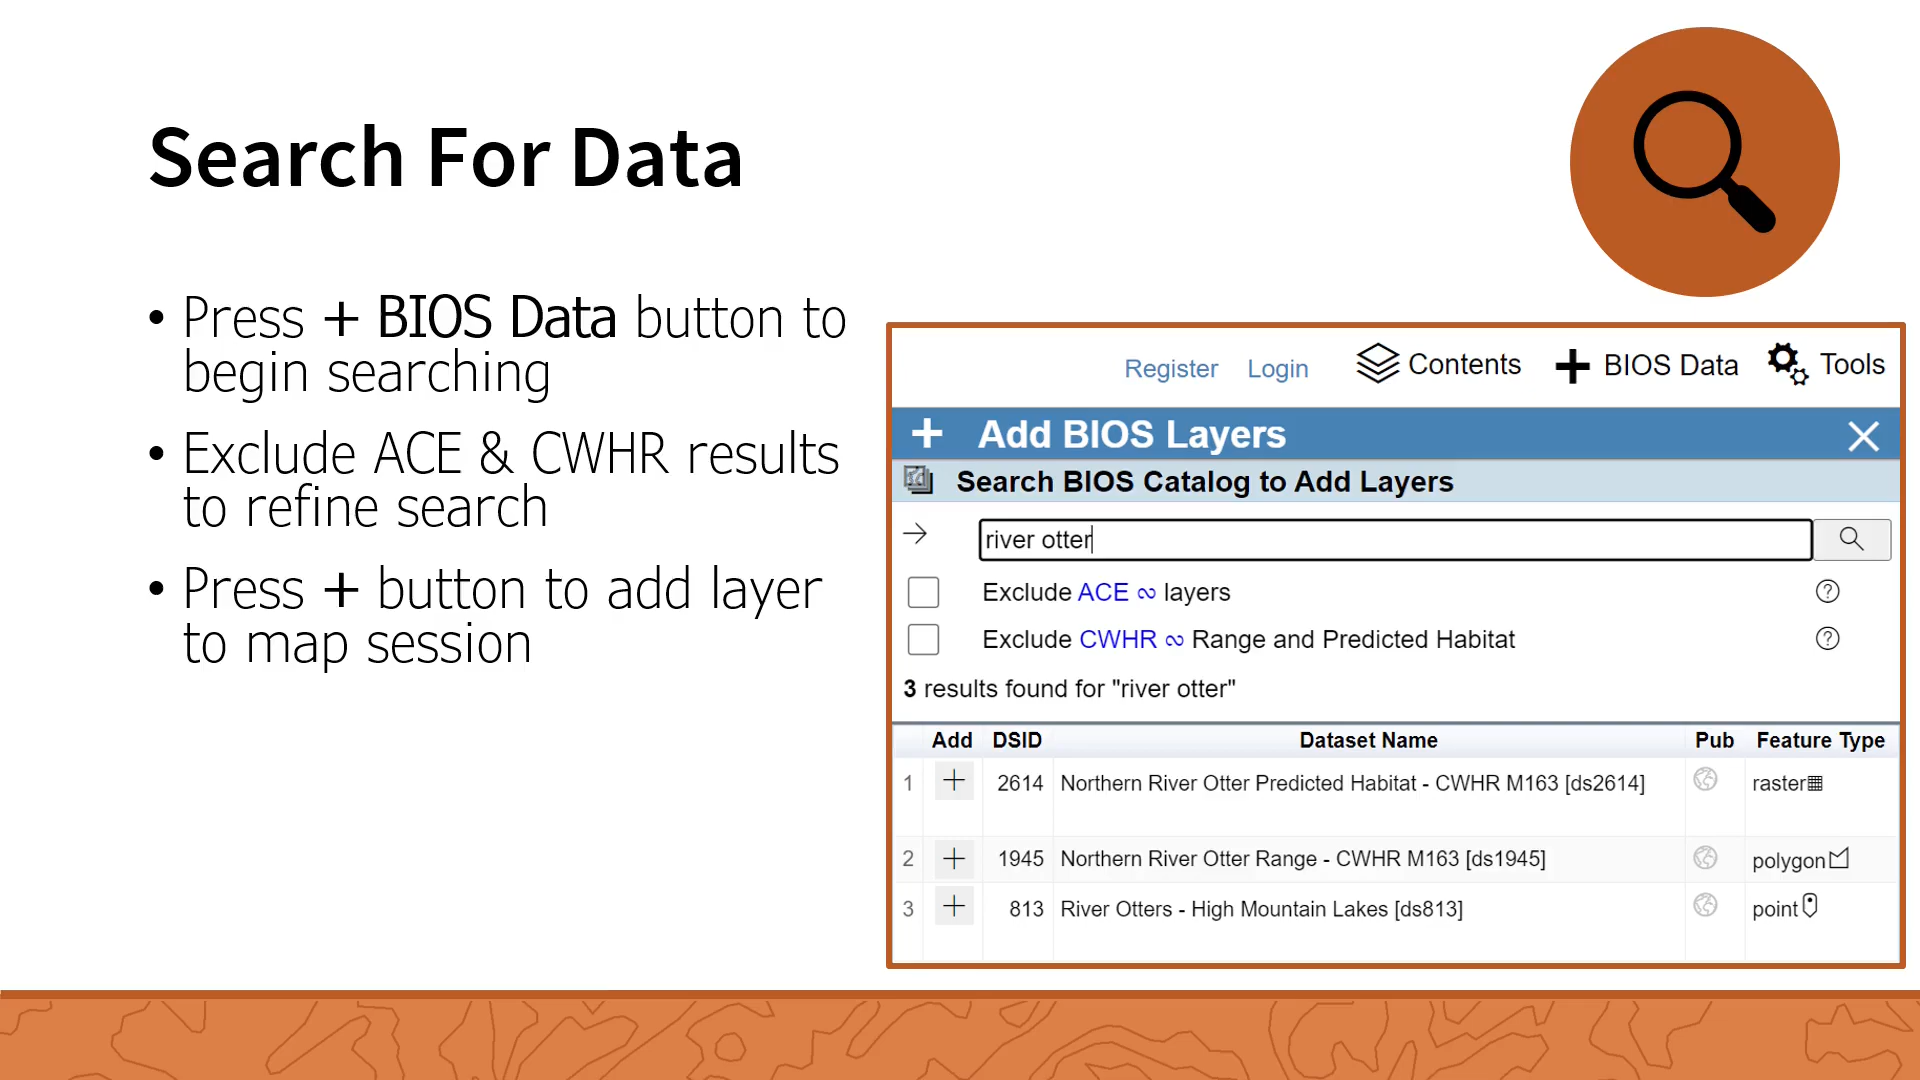 Search For Data
• Press + BIOS Data button to
begin searching
• Exclude ACE & CWHR results
to refine search
• Press + button to add layer
to map session
Register Login Contents + BIOS Data Tools
+ Add BIOS Layers
Search BIOS Catalog to Add Layers
river otter
Exclude ACE layers
Exclude CWHR Range and Predicted Habitat
3 results found for "river otter"
Add DSID Dataset Name Pub Feature Type
1 + 2614 Northern River Otter Predicted Habitat - CWHR M163 [ds2614] raster
2 + 1945 Northern River Otter Range - CWHR M163 [ds1945] polygon
3 + 813 River Otters - High Mountain Lakes [ds813] point